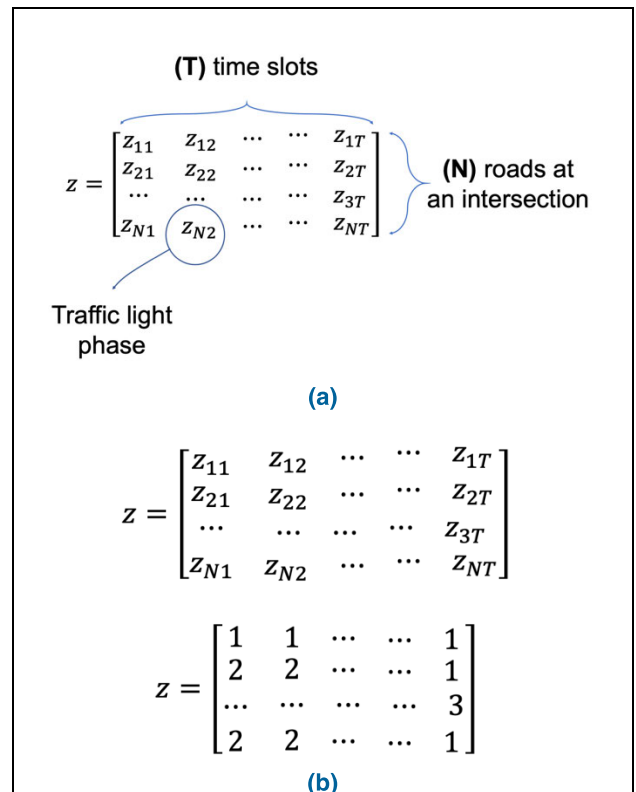 (T) time slots
z = [z11 z12 ... ... z1T
z21 z22 ... ... z2T
... ... ... ... z3T
zN1 zN2 ... ... zNT]
(N) roads at
an intersection
Traffic light
phase
(a)
z = [z11 z12 ... ... z1T
z21 z22 ... ... z2T
... ... ... ... z3T
zN1 zN2 ... ... zNT]
z = [1 1 ... ... 1
2 2 ... ... 1
... ... ... ... 3
2 2 ... ... 1]
(b)